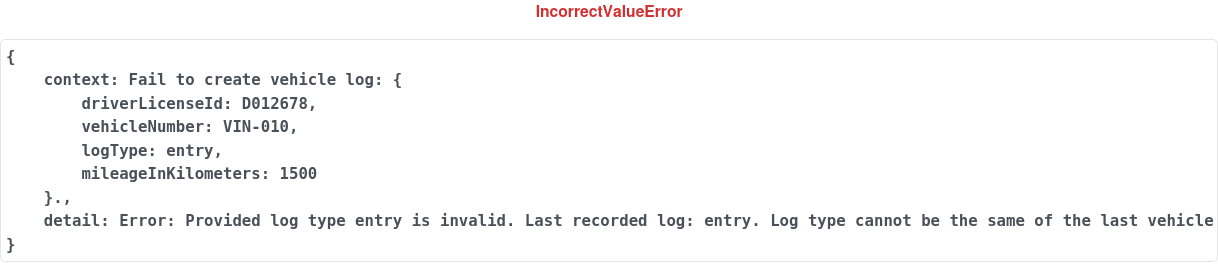 IncorrectValueError
{
    context: Fail to create vehicle log: {
        driverLicenseId: D012678,
        vehicleNumber: VIN-010,
        logType: entry,
        mileageInKilometers: 1500
    }.,
    detail: Error: Provided log type entry is invalid. Last recorded log: entry. Log type cannot be the same of the last vehicle
}